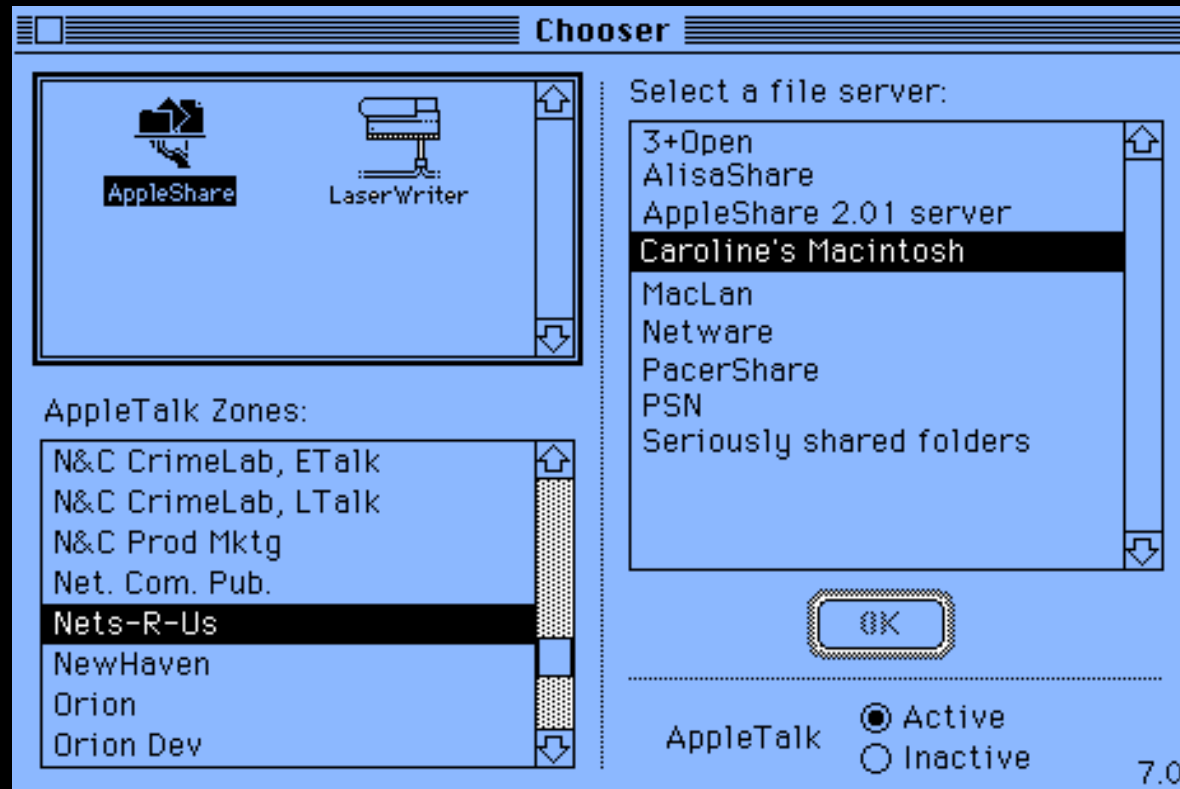 Chooser
AppleShare
LaserWriter
AppleTalk Zones:
N&C CrimeLab, ETalk
N&C CrimeLab, LTalk
N&C Prod Mktg
Net. Com. Pub.
Nets-R-Us
NewHaven
Orion
Orion Dev
Select a file server:
3+Open
AlisaShare
AppleShare 2.01 server
Caroline's Macintosh
MacLan
Netware
PacerShare
PSN
Seriously shared folders
OK
AppleTalk
Active
Inactive
7.0